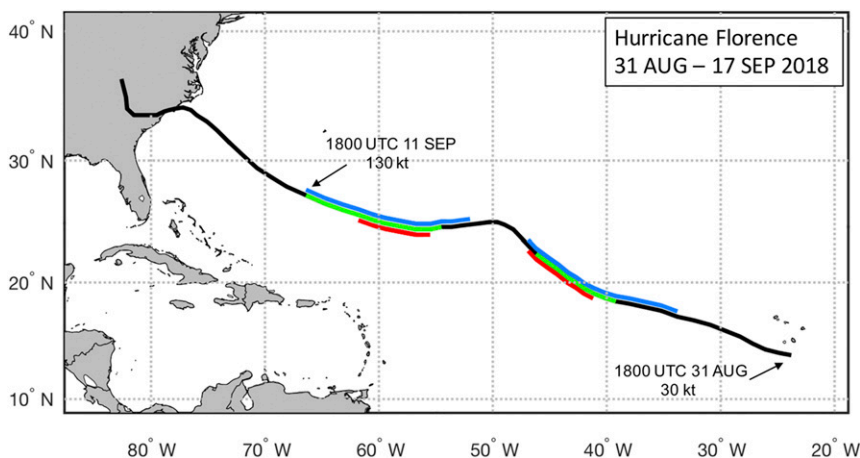 40° N
Hurricane Florence
31 AUG – 17 SEP 2018
1800 UTC 11 SEP
130 kt
30° N
20° N
1800 UTC 31 AUG
30 kt
10° N
80° W 70° W 60° W 50° W 40° W 30° W 20° W